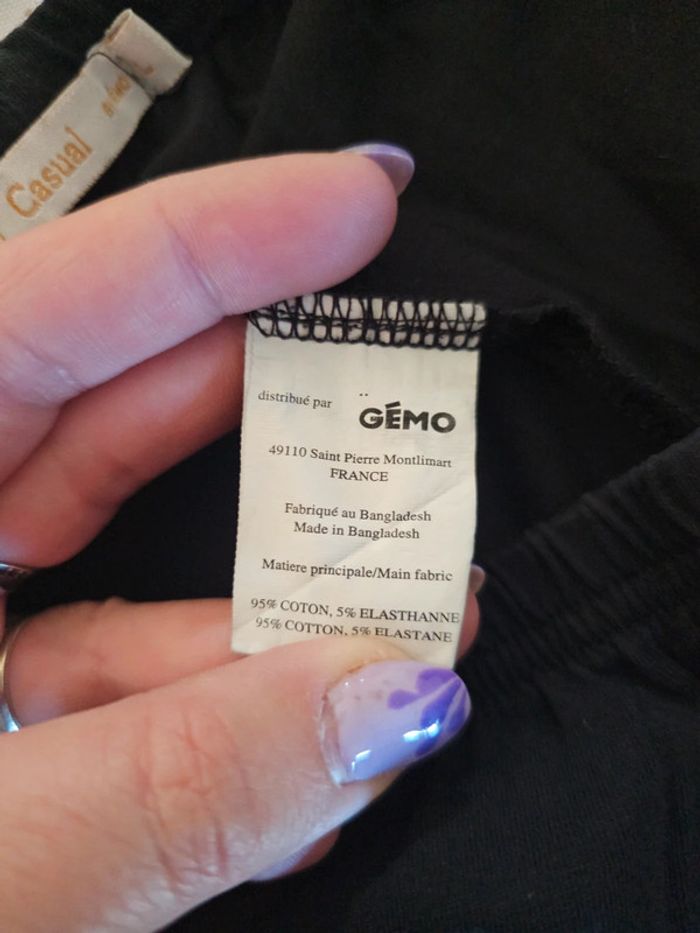 Casual
distribué par
GÉMO
49110 Saint Pierre Montlimart
FRANCE
Fabriqué au Bangladesh
Made in Bangladesh
Matiere principale/Main fabric
95% COTON, 5% ELASTHANNE
95% COTTON, 5% ELASTANE